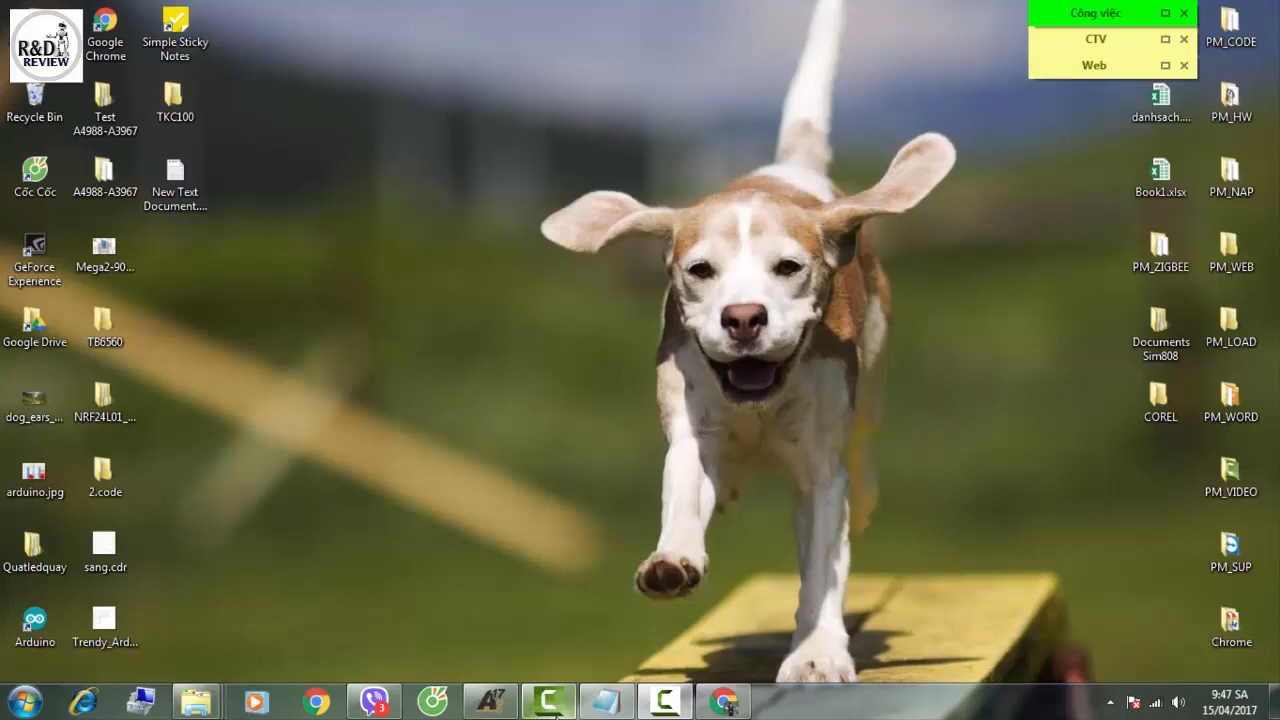 R&D
REVIEW
Google
Chrome
Simple Sticky
Notes
Recycle Bin
Test
A4988-A3967
TKC100
Cốc Cốc
A4988-A3967
New Text
Document....
GeForce
Experience
Mega2-90...
Google Drive
TB6560
dog_ears_...
NRF24L01_...
arduino.jpg
2.code
Quatledquay
sang.cdr
Arduino
Trendy_Ard...
Công việc
CTV
Web
PM_CODE
danhsach....
PM_HW
Book1.xlsx
PM_NAP
PM_ZIGBEE
PM_WEB
Documents
Sim808
PM_LOAD
COREL
PM_WORD
PM_VIDEO
PM_SUP
Chrome
3
A17
9:47 SA
15/04/2017